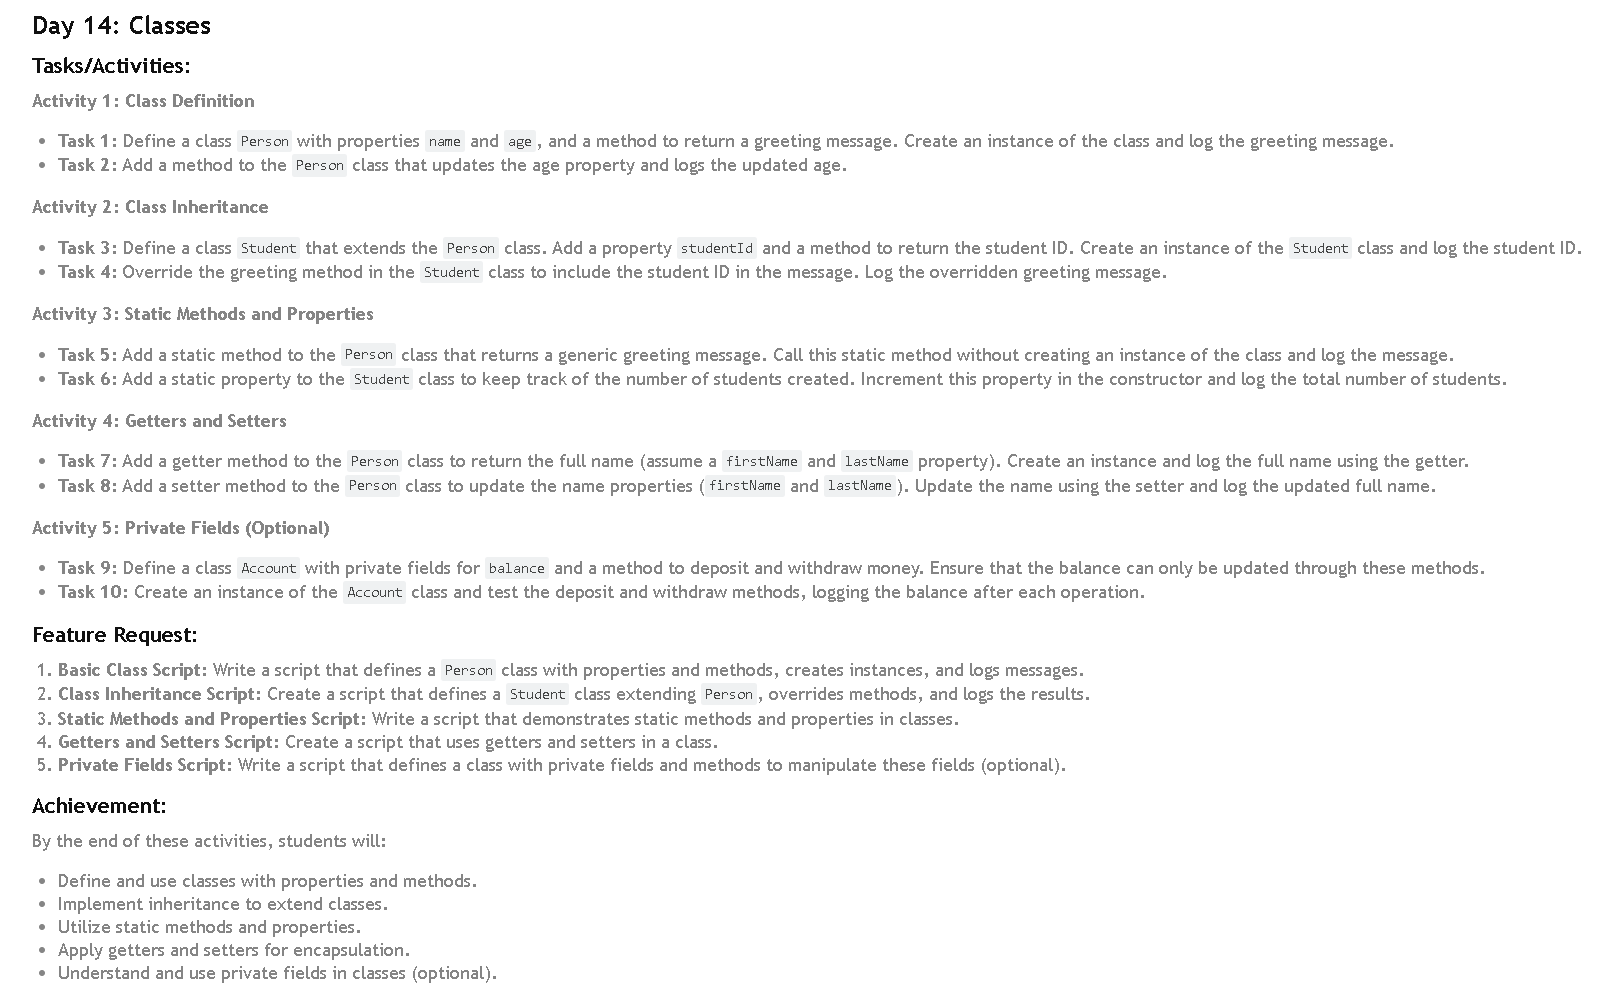 Day 14: Classes
Tasks/Activities:
Activity 1: Class Definition
• Task 1: Define a class Person with properties name and age, and a method to return a greeting message. Create an instance of the class and log the greeting message.
• Task 2: Add a method to the Person class that updates the age property and logs the updated age.
Activity 2: Class Inheritance
• Task 3: Define a class Student that extends the Person class. Add a property studentId and a method to return the student ID. Create an instance of the Student class and log the student ID.
• Task 4: Override the greeting method in the Student class to include the student ID in the message. Log the overridden greeting message.
Activity 3: Static Methods and Properties
• Task 5: Add a static method to the Person class that returns a generic greeting message. Call this static method without creating an instance of the class and log the message.
• Task 6: Add a static property to the Student class to keep track of the number of students created. Increment this property in the constructor and log the total number of students.
Activity 4: Getters and Setters
• Task 7: Add a getter method to the Person class to return the full name (assume a firstName and lastName property). Create an instance and log the full name using the getter.
• Task 8: Add a setter method to the Person class to update the name properties (firstName and lastName). Update the name using the setter and log the updated full name.
Activity 5: Private Fields (Optional)
• Task 9: Define a class Account with private fields for balance and a method to deposit and withdraw money. Ensure that the balance can only be updated through these methods.
• Task 10: Create an instance of the Account class and test the deposit and withdraw methods, logging the balance after each operation.
Feature Request:
1. Basic Class Script: Write a script that defines a Person class with properties and methods, creates instances, and logs messages.
2. Class Inheritance Script: Create a script that defines a Student class extending Person, overrides methods, and logs the results.
3. Static Methods and Properties Script: Write a script that demonstrates static methods and properties in classes.
4. Getters and Setters Script: Create a script that uses getters and setters in a class.
5. Private Fields Script: Write a script that defines a class with private fields and methods to manipulate these fields (optional).
Achievement:
By the end of these activities, students will:
• Define and use classes with properties and methods.
• Implement inheritance to extend classes.
• Utilize static methods and properties.
• Apply getters and setters for encapsulation.
• Understand and use private fields in classes (optional).